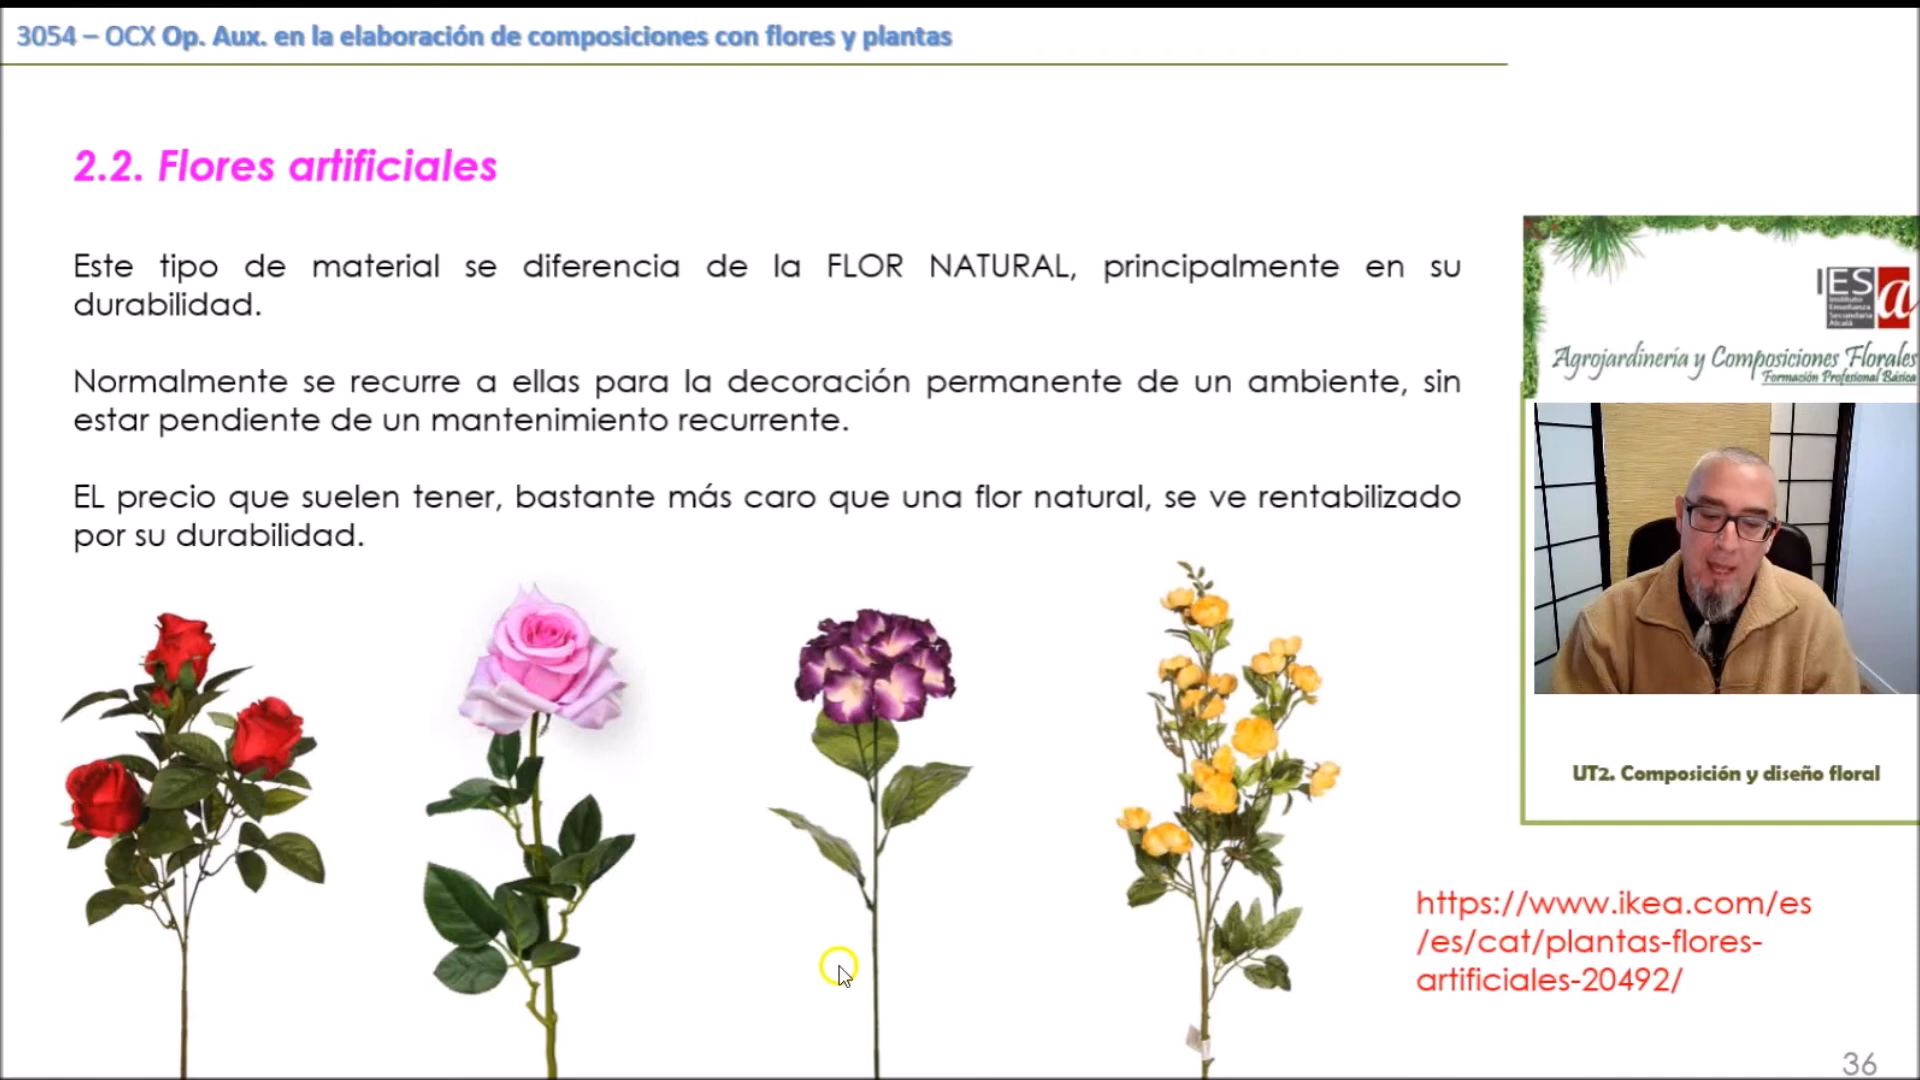 3054 – OCX Op. Aux. en la elaboración de composiciones con flores y plantas
2.2. Flores artificiales
Este tipo de material se diferencia de la FLOR NATURAL, principalmente en su
durabilidad.
Normalmente se recurre a ellas para la decoración permanente de un ambiente, sin
estar pendiente de un mantenimiento recurrente.
EL precio que suelen tener, bastante más caro que una flor natural, se ve rentabilizado
por su durabilidad.
IES a
Instituto
Enseñanza
Secundaria
Alcalá
Agrojardinería y Composiciones Florales
Formación Profesional Básica
UT2. Composición y diseño floral
https://www.ikea.com/es
/es/cat/plantas-flores-
artificiales-20492/
36